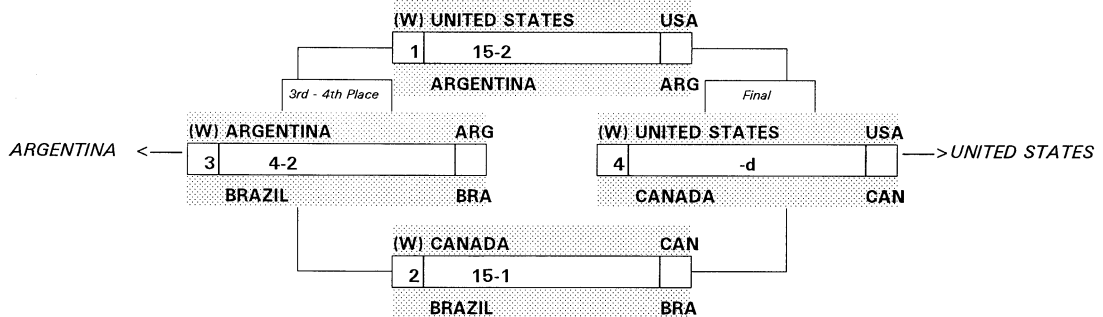 (W) UNITED STATES USA
1 15-2
ARGENTINA ARG
3rd - 4th Place
Final
(W) ARGENTINA ARG
ARGENTINA <— 3 4-2
BRAZIL BRA
(W) UNITED STATES USA
4 -d —> UNITED STATES
CANADA CAN
(W) CANADA CAN
2 15-1
BRAZIL BRA